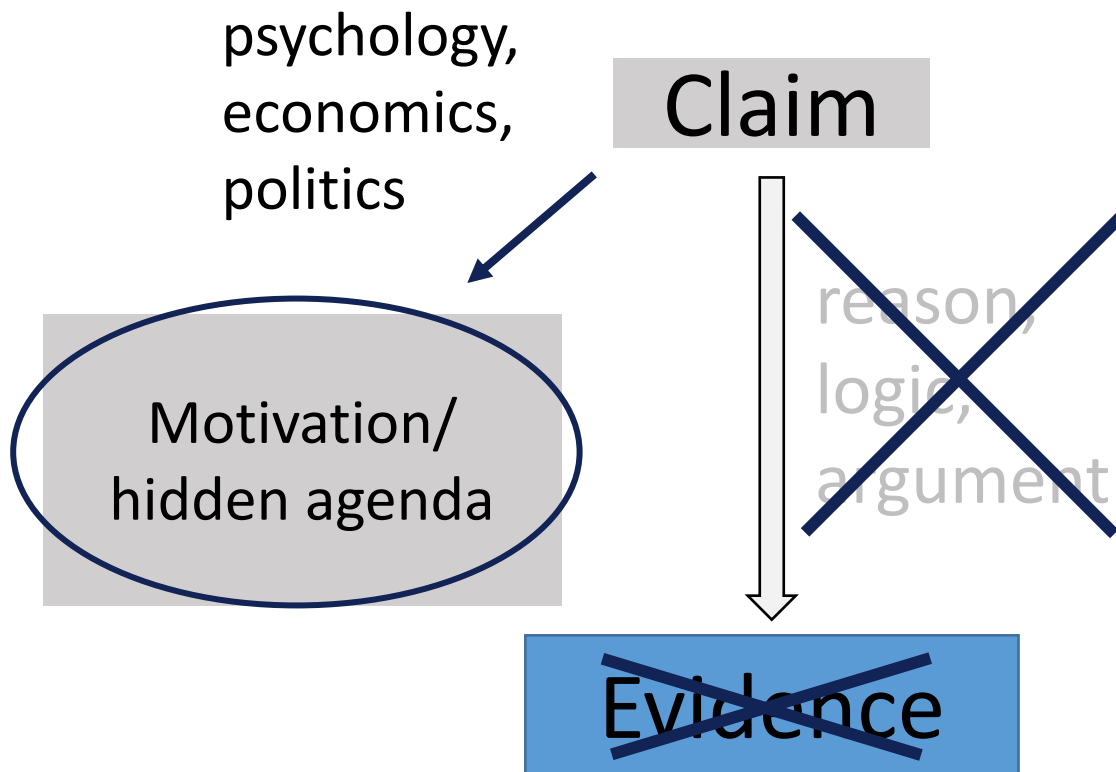 psychology,
economics,
politics
Claim
reason,
logic,
argument
Motivation/
hidden agenda
Evidence